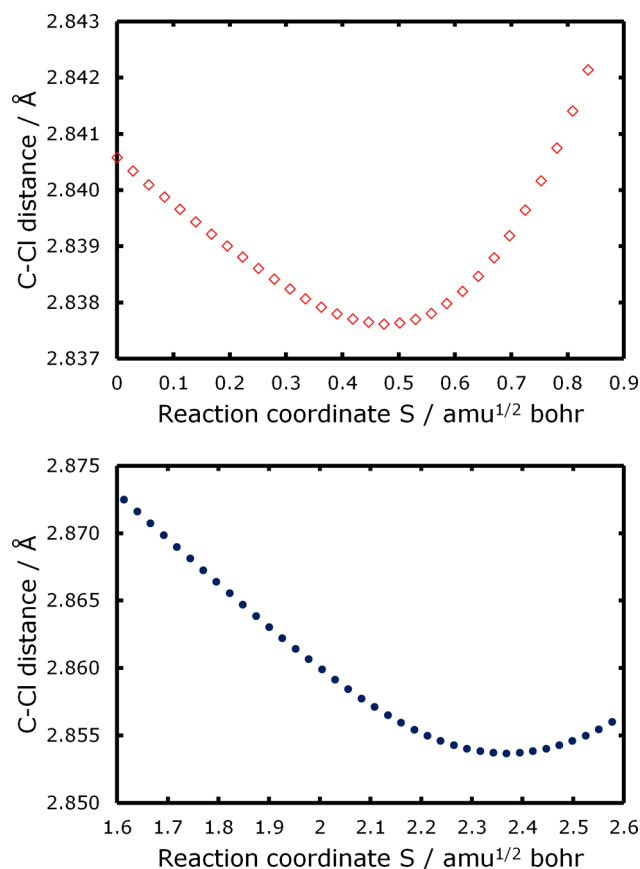 2.843
2.842
2.841
2.840
2.839
2.838
2.837
C-Cl distance / Å
0 0.1 0.2 0.3 0.4 0.5 0.6 0.7 0.8 0.9
Reaction coordinate S / amu^1/2 bohr
2.875
2.870
2.865
2.860
2.855
2.850
C-Cl distance / Å
1.6 1.7 1.8 1.9 2 2.1 2.2 2.3 2.4 2.5 2.6
Reaction coordinate S / amu^1/2 bohr